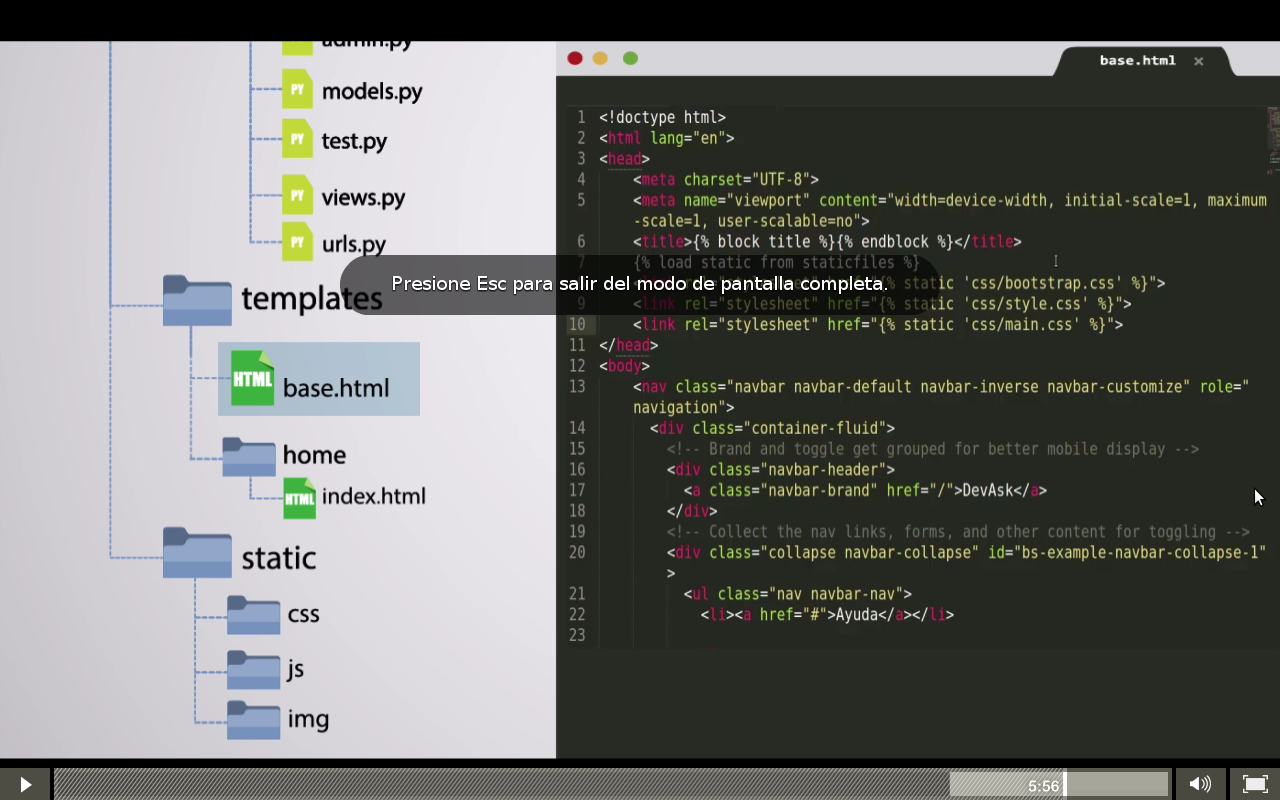 admin.py
PY
models.py
PY
test.py
PY
views.py
PY
urls.py
templates
HTML
base.html
home
HTML
index.html
static
css
js
img
base.html ×
1 <!doctype html>
2 <html lang="en">
3 <head>
4 <meta charset="UTF-8">
5 <meta name="viewport" content="width=device-width, initial-scale=1, maximum
-scale=1, user-scalable=no">
6 <title>{% block title %}{% endblock %}</title>
7 {% load static from staticfiles %}
Presione Esc para salir del modo de pantalla completa.
static 'css/bootstrap.css' %}">
9 <link rel="stylesheet" href="{% static 'css/style.css' %}">
10 <link rel="stylesheet" href="{% static 'css/main.css' %}">
11 </head>
12 <body>
13 <nav class="navbar navbar-default navbar-inverse navbar-customize" role="
navigation">
14 <div class="container-fluid">
15 <!-- Brand and toggle get grouped for better mobile display -->
16 <div class="navbar-header">
17 <a class="navbar-brand" href="/">DevAsk</a>
18 </div>
19 <!-- Collect the nav links, forms, and other content for toggling -->
20 <div class="collapse navbar-collapse" id="bs-example-navbar-collapse-1"
>
21 <ul class="nav navbar-nav">
22 <li><a href="#">Ayuda</a></li>
23
5:56